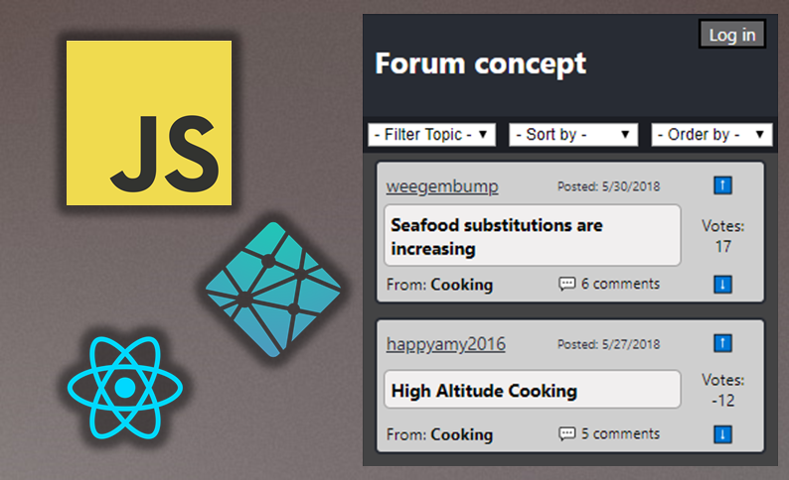 JS
Log in
Forum concept
- Filter Topic - ▼
- Sort by - ▼
- Order by - ▼
weegembump
Posted: 5/30/2018
↑
Seafood substitutions are
increasing
Votes:
17
From: Cooking
6 comments
↓
happyamy2016
Posted: 5/27/2018
↑
High Altitude Cooking
Votes:
-12
From: Cooking
5 comments
↓